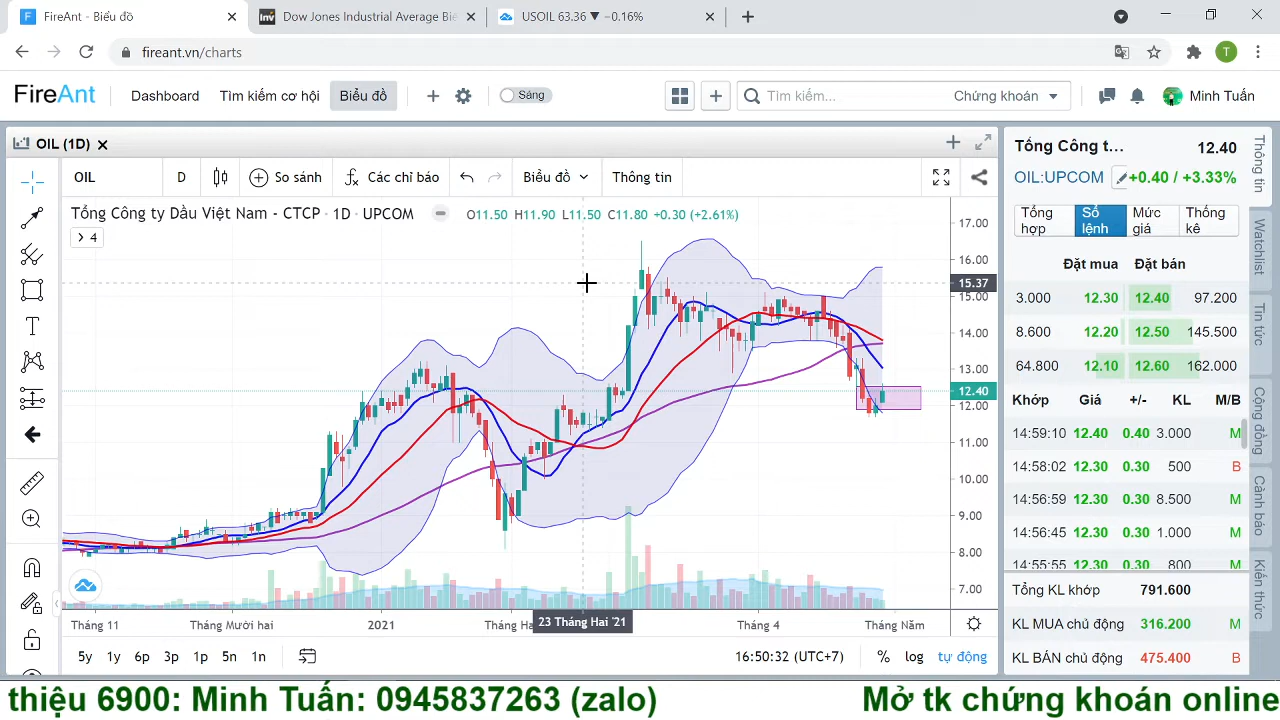 FireAnt - Biểu đồ
Dow Jones Industrial Average Biể
USOIL 63.36 ▼ −0.16%
fireant.vn/charts
T
FireAnt
Dashboard
Tìm kiếm cơ hội
Biểu đồ
Sáng
Tìm kiếm...
Chứng khoán
Minh Tuấn
OIL (1D)
OIL
D
So sánh
Các chỉ báo
Biểu đồ
Thông tin
Tổng Công ty Dầu Việt Nam - CTCP · 1D · UPCOM
O11.50 H11.90 L11.50 C11.80 +0.30 (+2.61%)
4
17.00
16.00
15.37
15.00
14.00
13.00
12.40
12.00
11.00
10.00
9.00
8.00
7.00
Tháng 11
Tháng Mười hai
2021
Tháng Ha
23 Tháng Hai '21
Tháng 4
Tháng Năm
5y 1y 6p 3p 1p 5n 1n
16:50:32 (UTC+7)
% log tự động
Tổng Công t... 12.40
OIL:UPCOM +0.40 / +3.33%
Tổng hợp
Sổ lệnh
Mức giá
Thống kê
Đặt mua Đặt bán
3.000 12.30 12.40 97.200
8.600 12.20 12.50 145.500
64.800 12.10 12.60 162.000
Khớp Giá +/- KL M/B
14:59:10 12.40 0.40 3.000 M
14:58:02 12.30 0.30 500 B
14:56:59 12.30 0.30 8.500 M
14:56:45 12.30 0.30 1.000 M
14:55:55 12.30 0.30 800 M
Tổng KL khớp 791.600
KL MUA chủ động 316.200 M
KL BÁN chủ động 475.400 B
Thông tin
Watchlist
Tin tức
Cộng đồng
Cảnh báo
Kiến thức
thiệu 6900: Minh Tuấn: 0945837263 (zalo)
Mở tk chứng khoán online